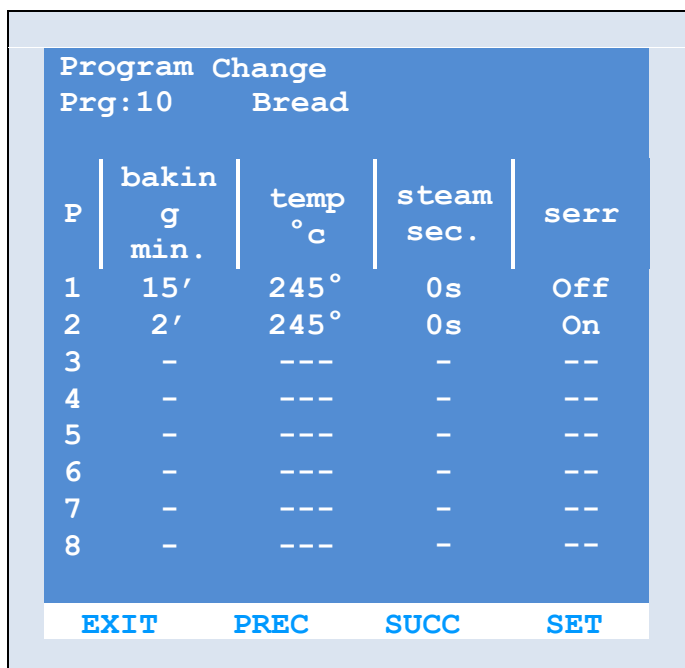 Program Change
Prg:10 Bread
P bakin g min. temp °c steam sec. serr
1 15′ 245° 0s Off
2 2′ 245° 0s On
3 – --- – --
4 – --- – --
5 – --- – --
6 – --- – --
7 – --- – --
8 – --- – --
EXIT PREC SUCC SET